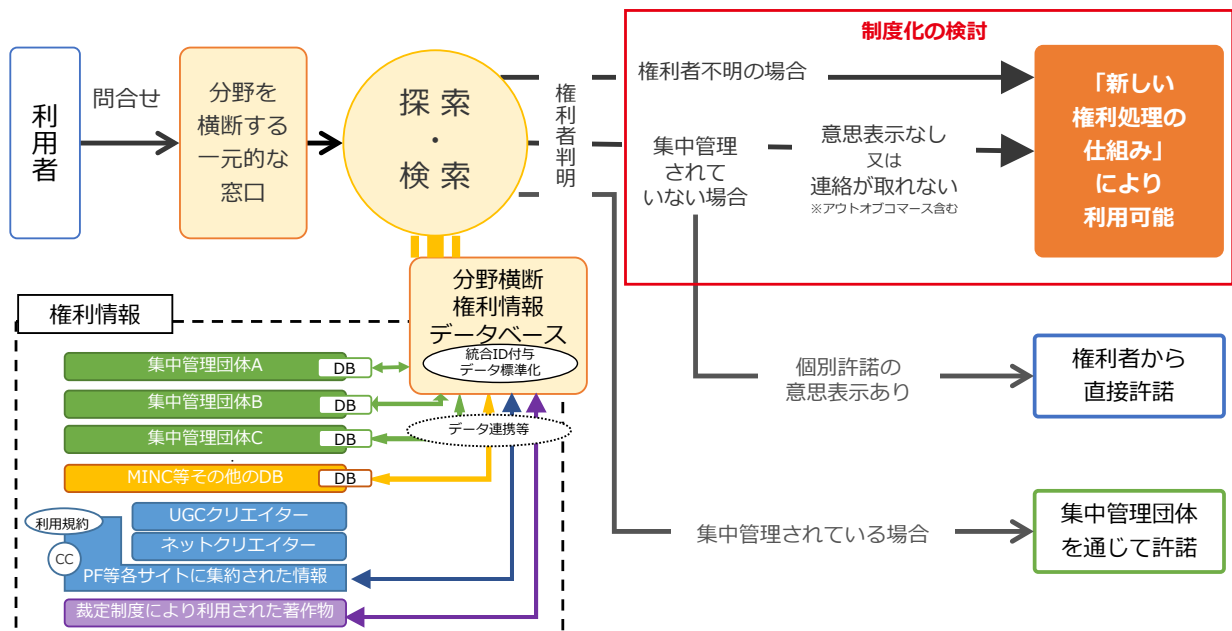 制度化の検討
利用者
問合せ
分野を
横断する
一元的な
窓口
探索
・
検索
権利者判明
権利者不明の場合
集中管理
されて
いない場合
意思表示なし
又は
連絡が取れない
※アウトオブコマース含む
「新しい
権利処理の
仕組み」
により
利用可能
分野横断
権利情報
データベース
統合ID付与
データ標準化
権利情報
集中管理団体A
DB
集中管理団体B
DB
集中管理団体C
DB
・
MINC等その他のDB
DB
データ連携等
利用規約
CC
UGCクリエイター
ネットクリエイター
PF等各サイトに集約された情報
裁定制度により利用された著作物
個別許諾の
意思表示あり
権利者から
直接許諾
集中管理されている場合
集中管理団体
を通じて許諾